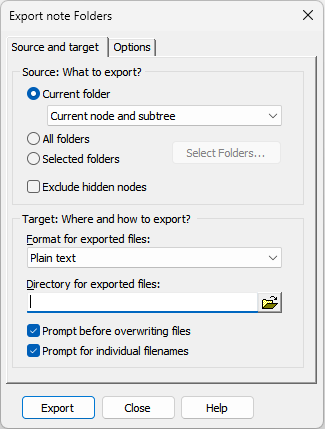 Export note Folders
Source and target Options
Source: What to export?
Current folder
Current node and subtree
All folders
Selected folders
Select Folders...
Exclude hidden nodes
Target: Where and how to export?
Format for exported files:
Plain text
Directory for exported files:
Prompt before overwriting files
Prompt for individual filenames
Export Close Help